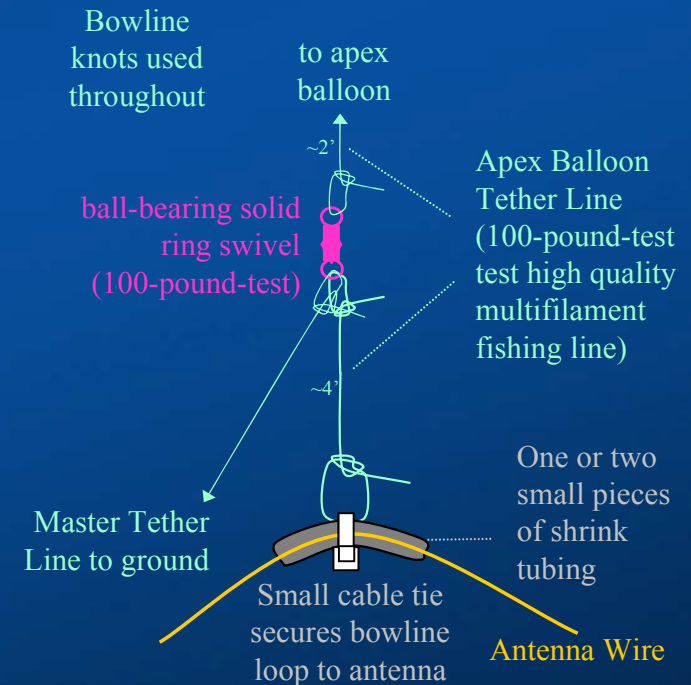 Bowline
knots used
throughout
to apex
balloon
~2’
Apex Balloon
Tether Line
(100-pound-test
test high quality
multifilament
fishing line)
ball-bearing solid
ring swivel
(100-pound-test)
~4’
Master Tether
Line to ground
One or two
small pieces
of shrink
tubing
Small cable tie
secures bowline
loop to antenna
Antenna Wire